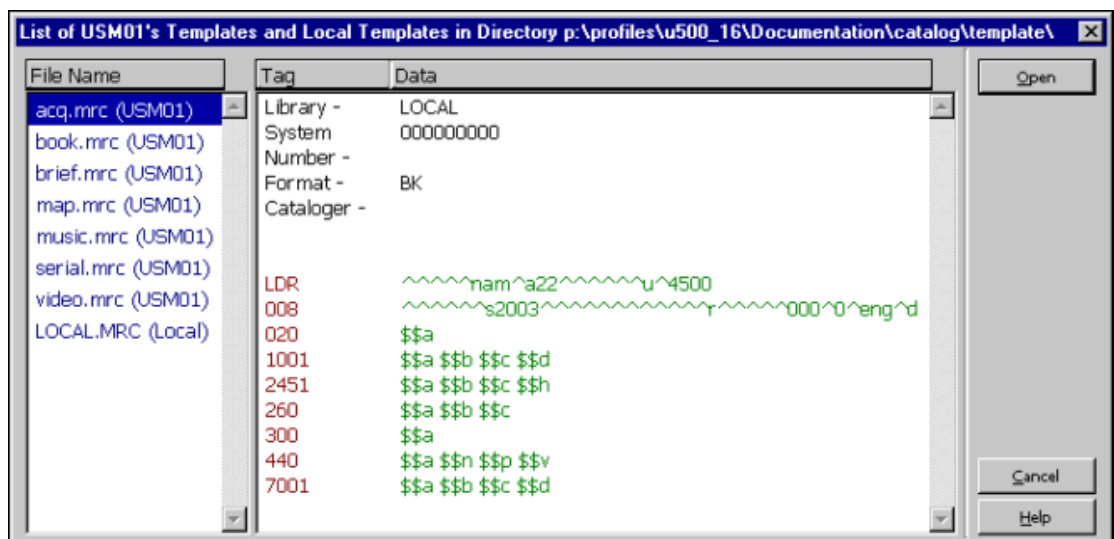 List of USM01's Templates and Local Templates in Directory p:\profiles\u500_16\Documentation\catalog\template\
File Name
acq.mrc (USM01)
book.mrc (USM01)
brief.mrc (USM01)
map.mrc (USM01)
music.mrc (USM01)
serial.mrc (USM01)
video.mrc (USM01)
LOCAL.MRC (Local)
Tag Data
Library - LOCAL
System 000000000
Number -
Format - BK
Cataloger -
LDR ^^^^^nam^a22^^^^^^u^4500
008 ^^^^^^s2003^^^^^^^^^^^^^^r^^^^^000^0^eng^d
020 $$a
1001 $$a $$b $$c $$d
2451 $$a $$b $$c $$h
260 $$a $$b $$c
300 $$a
440 $$a $$n $$p $$v
7001 $$a $$b $$c $$d
Open
Cancel
Help